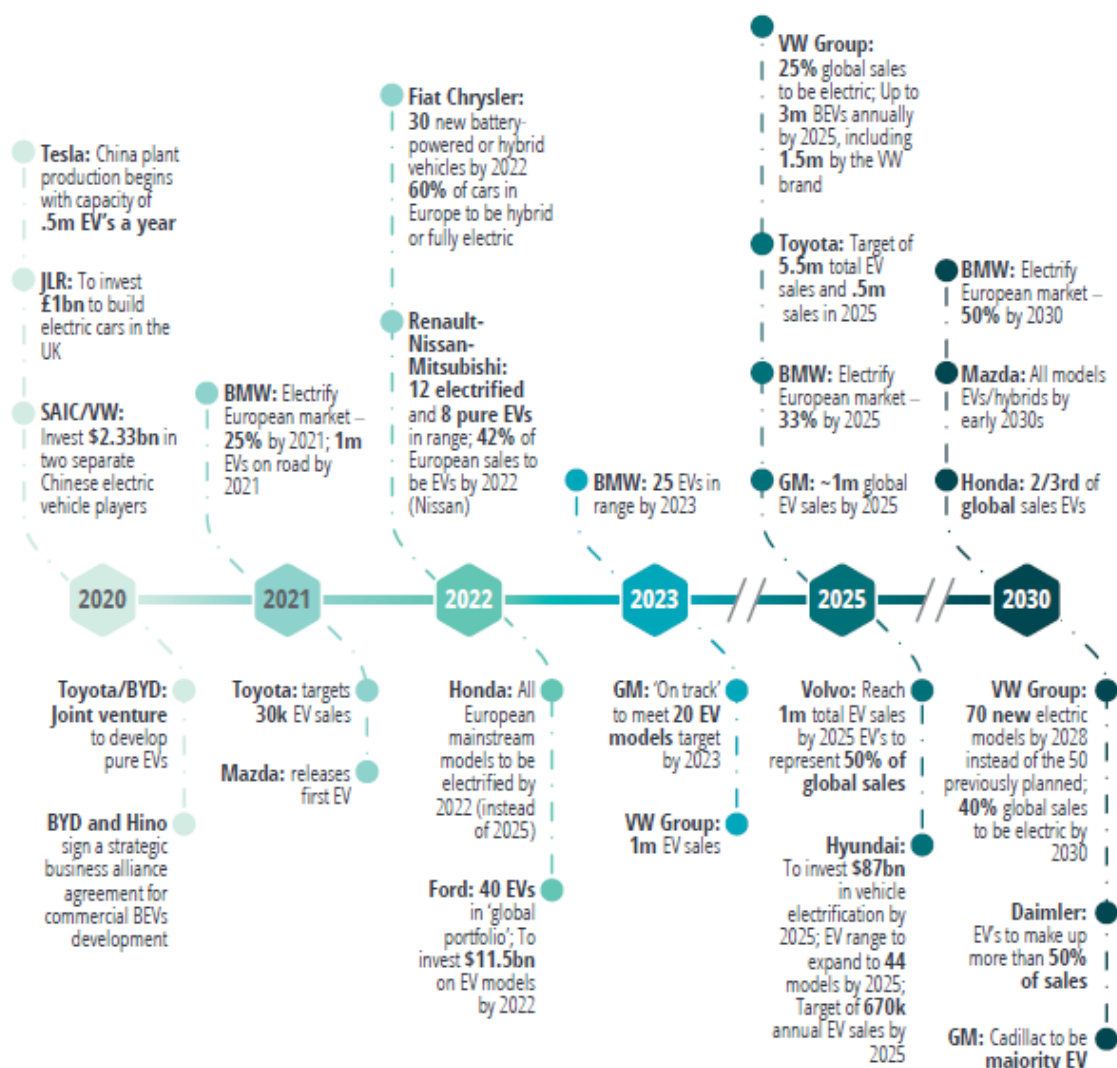 Tesla: China plant
production begins
with capacity of
.5m EV's a year
JLR: To invest
£1bn to build
electric cars in the
UK
SAIC/VW:
Invest $2.33bn in
two separate
Chinese electric
vehicle players
BMW: Electrify
European market –
25% by 2021; 1m
EVs on road by
2021
Fiat Chrysler:
30 new battery-
powered or hybrid
vehicles by 2022
60% of cars in
Europe to be hybrid
or fully electric
Renault-
Nissan-
Mitsubishi:
12 electrified
and 8 pure EVs
in range; 42% of
European sales to
be EVs by 2022
(Nissan)
BMW: 25 EVs in
range by 2023
VW Group:
25% global sales
to be electric; Up to
3m BEVs annually
by 2025, including
1.5m by the VW
brand
Toyota: Target of
5.5m total EV
sales and .5m
sales in 2025
BMW: Electrify
European market –
33% by 2025
GM: ~1m global
EV sales by 2025
BMW: Electrify
European market –
50% by 2030
Mazda: All models
EVs/hybrids by
early 2030s
Honda: 2/3rd of
global sales EVs
2020
2021
2022
2023
2025
2030
Toyota/BYD:
Joint venture
to develop
pure EVs
BYD and Hino
sign a strategic
business alliance
agreement for
commercial BEVs
development
Toyota: targets
30k EV sales
Mazda: releases
first EV
Honda: All
European
mainstream
models to be
electrified by
2022 (instead
of 2025)
Ford: 40 EVs
in 'global
portfolio'; To
invest $11.5bn
on EV models
by 2022
GM: 'On track'
to meet 20 EV
models target
by 2023
VW Group:
1m EV sales
Volvo: Reach
1m total EV sales
by 2025 EV's to
represent 50% of
global sales
Hyundai:
To invest $87bn
in vehicle
electrification by
2025; EV range to
expand to 44
models by 2025;
Target of 670k
annual EV sales by
2025
VW Group:
70 new electric
models by 2028
instead of the 50
previously planned;
40% global sales
to be electric by
2030
Daimler:
EV's to make up
more than 50%
of sales
GM: Cadillac to be
majority EV